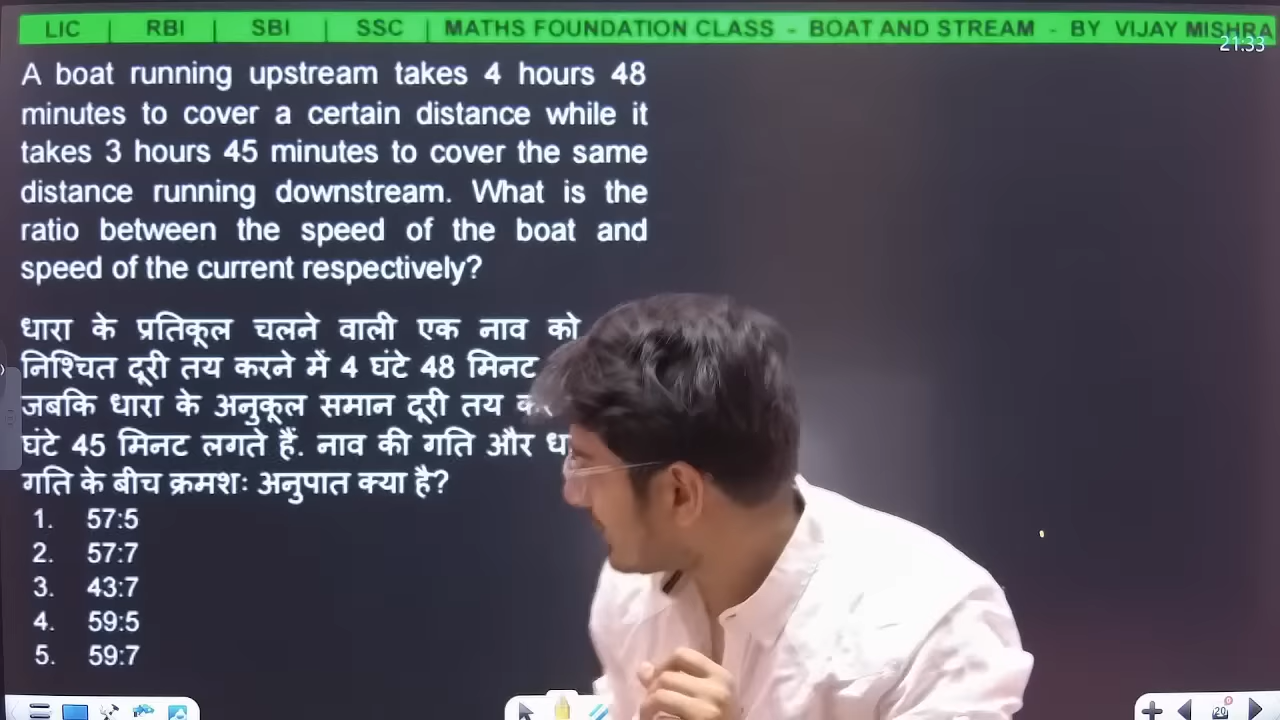 LIC | RBI | SBI | SSC | MATHS FOUNDATION CLASS - BOAT AND STREAM - BY VIJAY MISHRA
21:33
A boat running upstream takes 4 hours 48
minutes to cover a certain distance while it
takes 3 hours 45 minutes to cover the same
distance running downstream. What is the
ratio between the speed of the boat and
speed of the current respectively?
धारा के प्रतिकूल चलने वाली एक नाव को
निश्चित दूरी तय करने में 4 घंटे 48 मिनट
जबकि धारा के अनुकूल समान दूरी तय
घंटे 45 मिनट लगते हैं. नाव की गति और
गति के बीच क्रमशः अनुपात क्या है?
1. 57:5
2. 57:7
3. 43:7
4. 59:5
5. 59:7
20